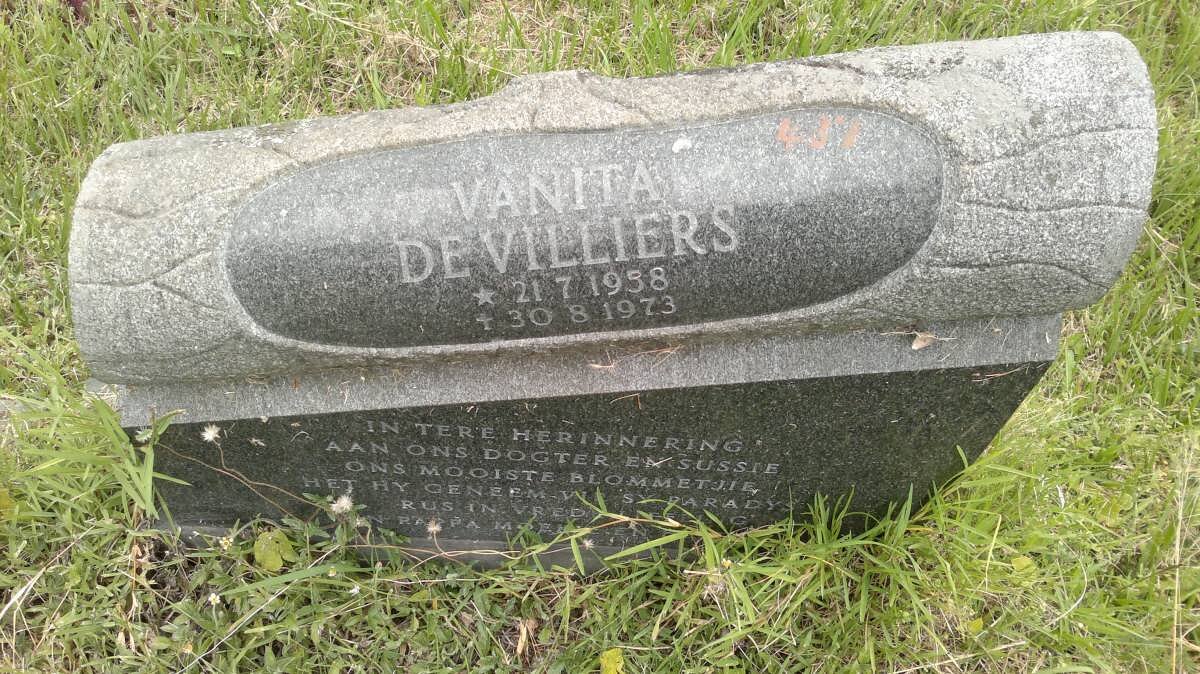 437
VANITA
DE VILLIERS
★ 21 7 1958
✝ 30 8 1973
IN TERE HERINNERING
AAN ONS DOGTER EN SUSSIE
ONS MOOISTE BLOMMETJIE
HET HY GENEEM VIR SY PARADYS
RUS IN VREDE
PAPPA